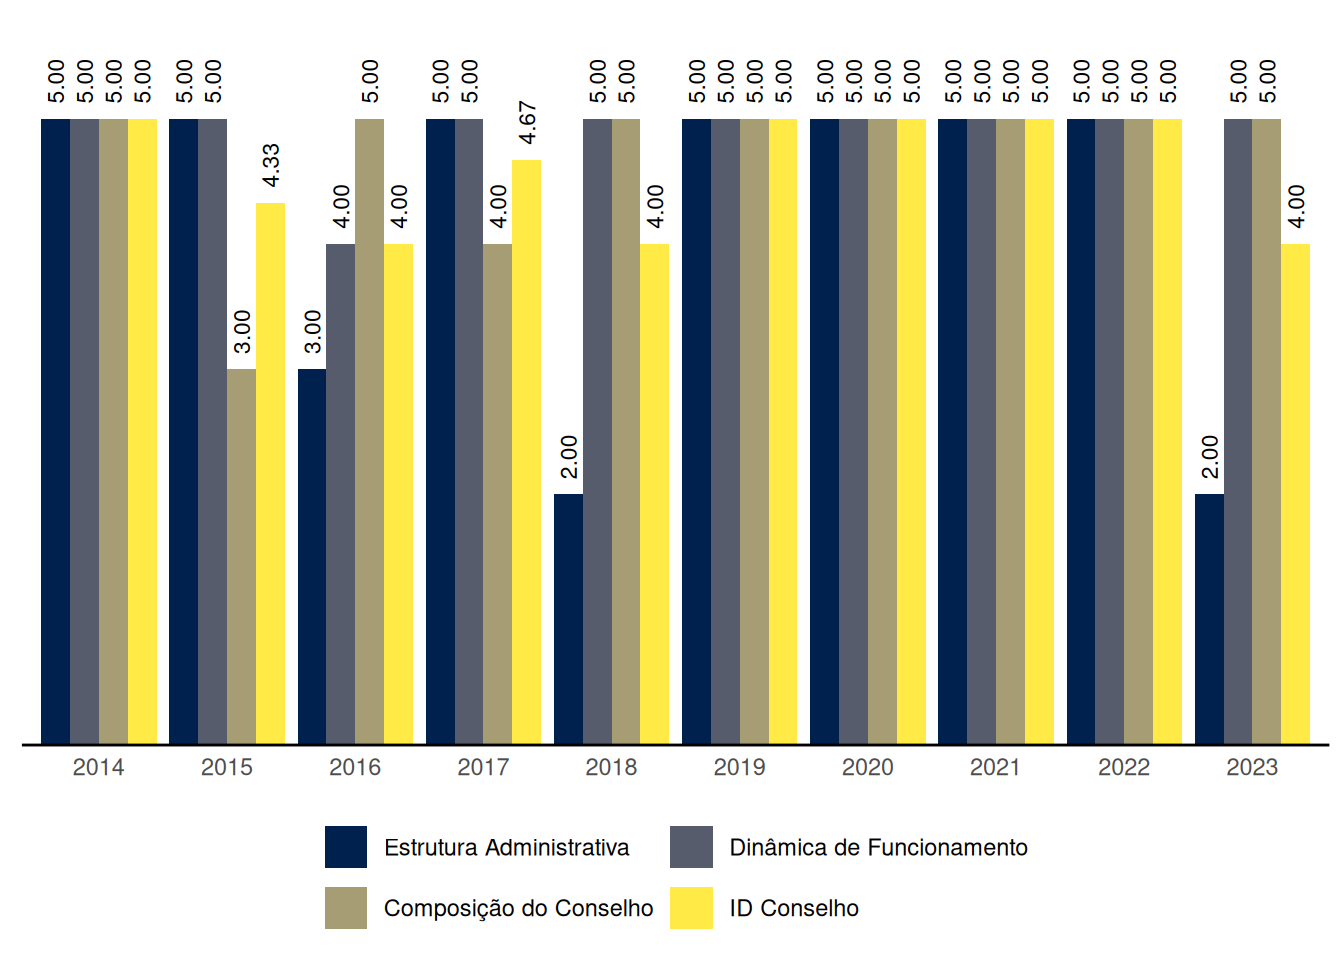 5.00 5.00 5.00 5.00 5.00 5.00 3.00 4.33 3.00 4.00 5.00 4.00 5.00 5.00 4.00 4.67 2.00 5.00 5.00 4.00 5.00 5.00 5.00 5.00 5.00 5.00 5.00 5.00 5.00 5.00 5.00 5.00 5.00 5.00 5.00 5.00 2.00 5.00 5.00 4.00
2014 2015 2016 2017 2018 2019 2020 2021 2022 2023
Estrutura Administrativa Dinâmica de Funcionamento
Composição do Conselho ID Conselho